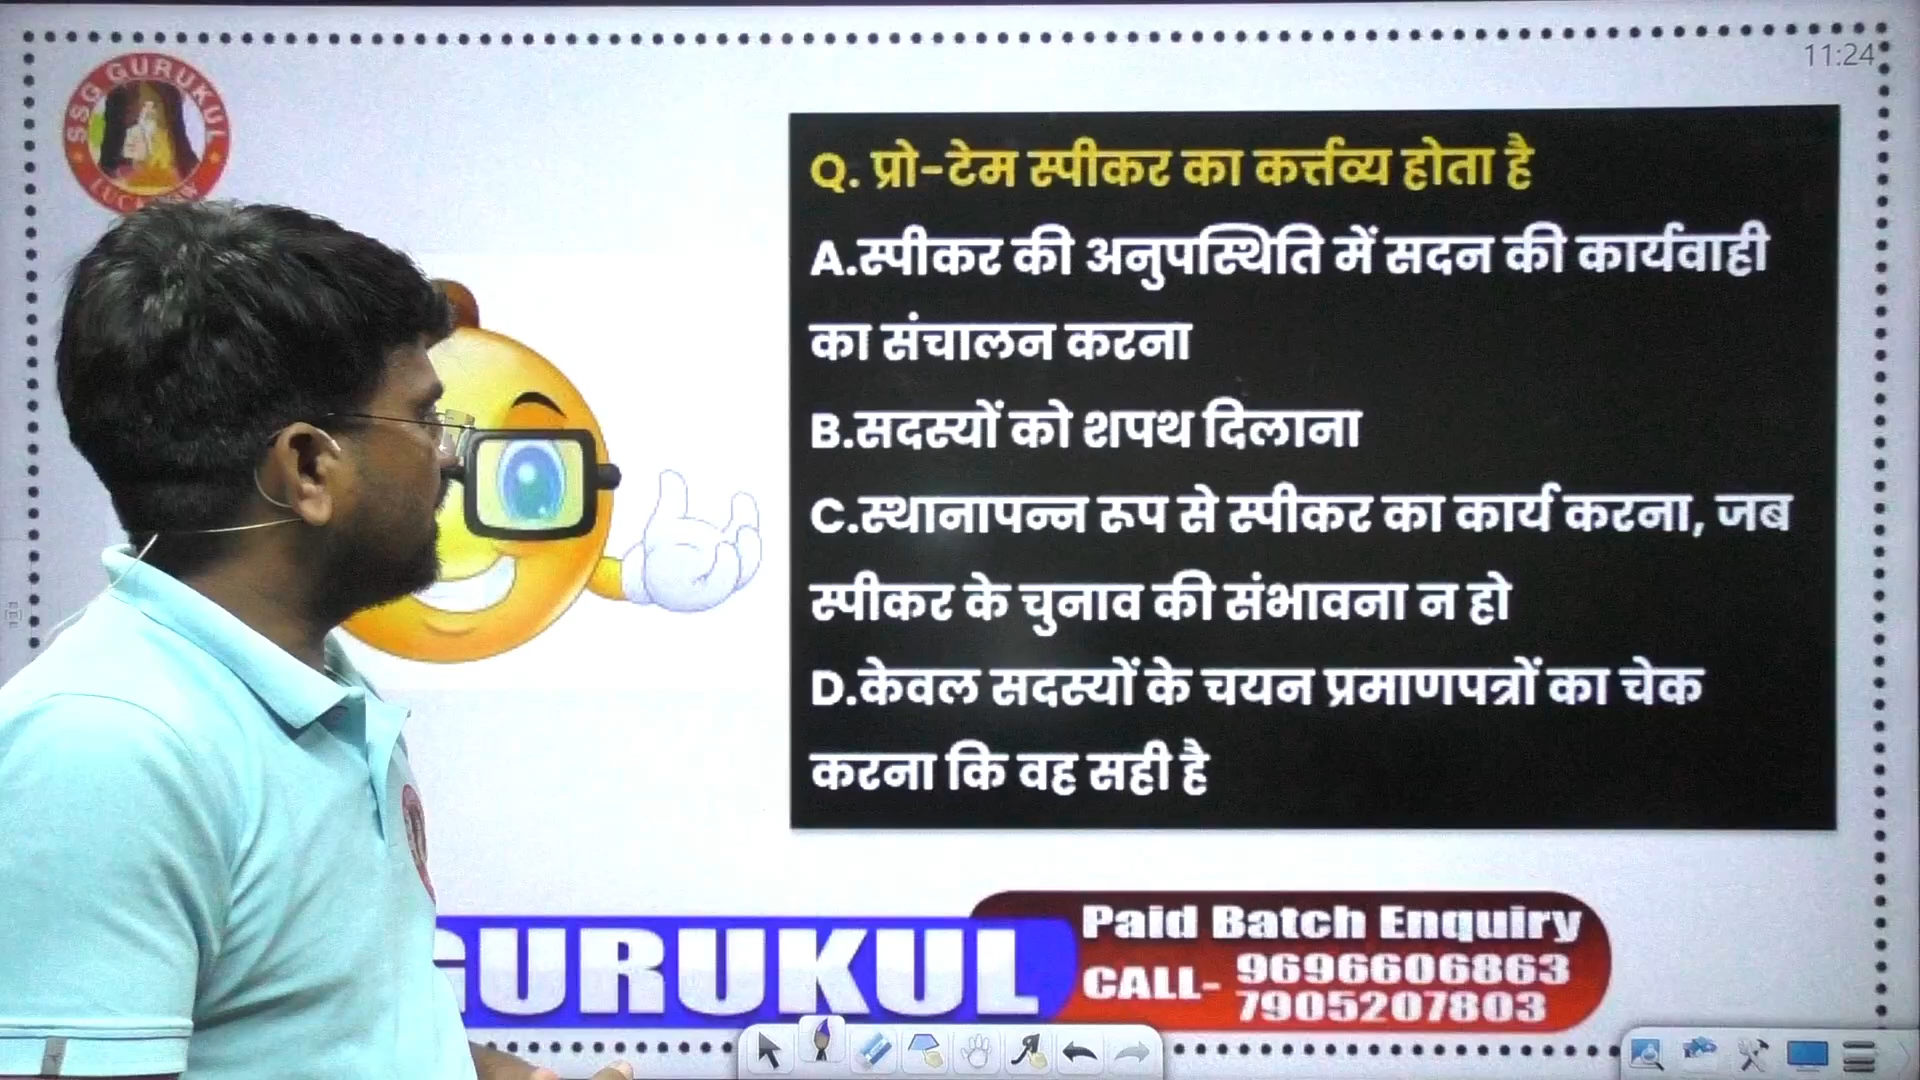 11:24
SSG GURUKUL
Q. प्रो-टेम स्पीकर का कर्त्तव्य होता है
A.स्पीकर की अनुपस्थिति में सदन की कार्यवाही
का संचालन करना
B.सदस्यों को शपथ दिलाना
C.स्थानापन्न रूप से स्पीकर का कार्य करना, जब
स्पीकर के चुनाव की संभावना न हो
D.केवल सदस्यों के चयन प्रमाणपत्रों का चेक
करना कि वह सही है
GURUKUL
Paid Batch Enquiry
CALL- 9696606863
7905207803